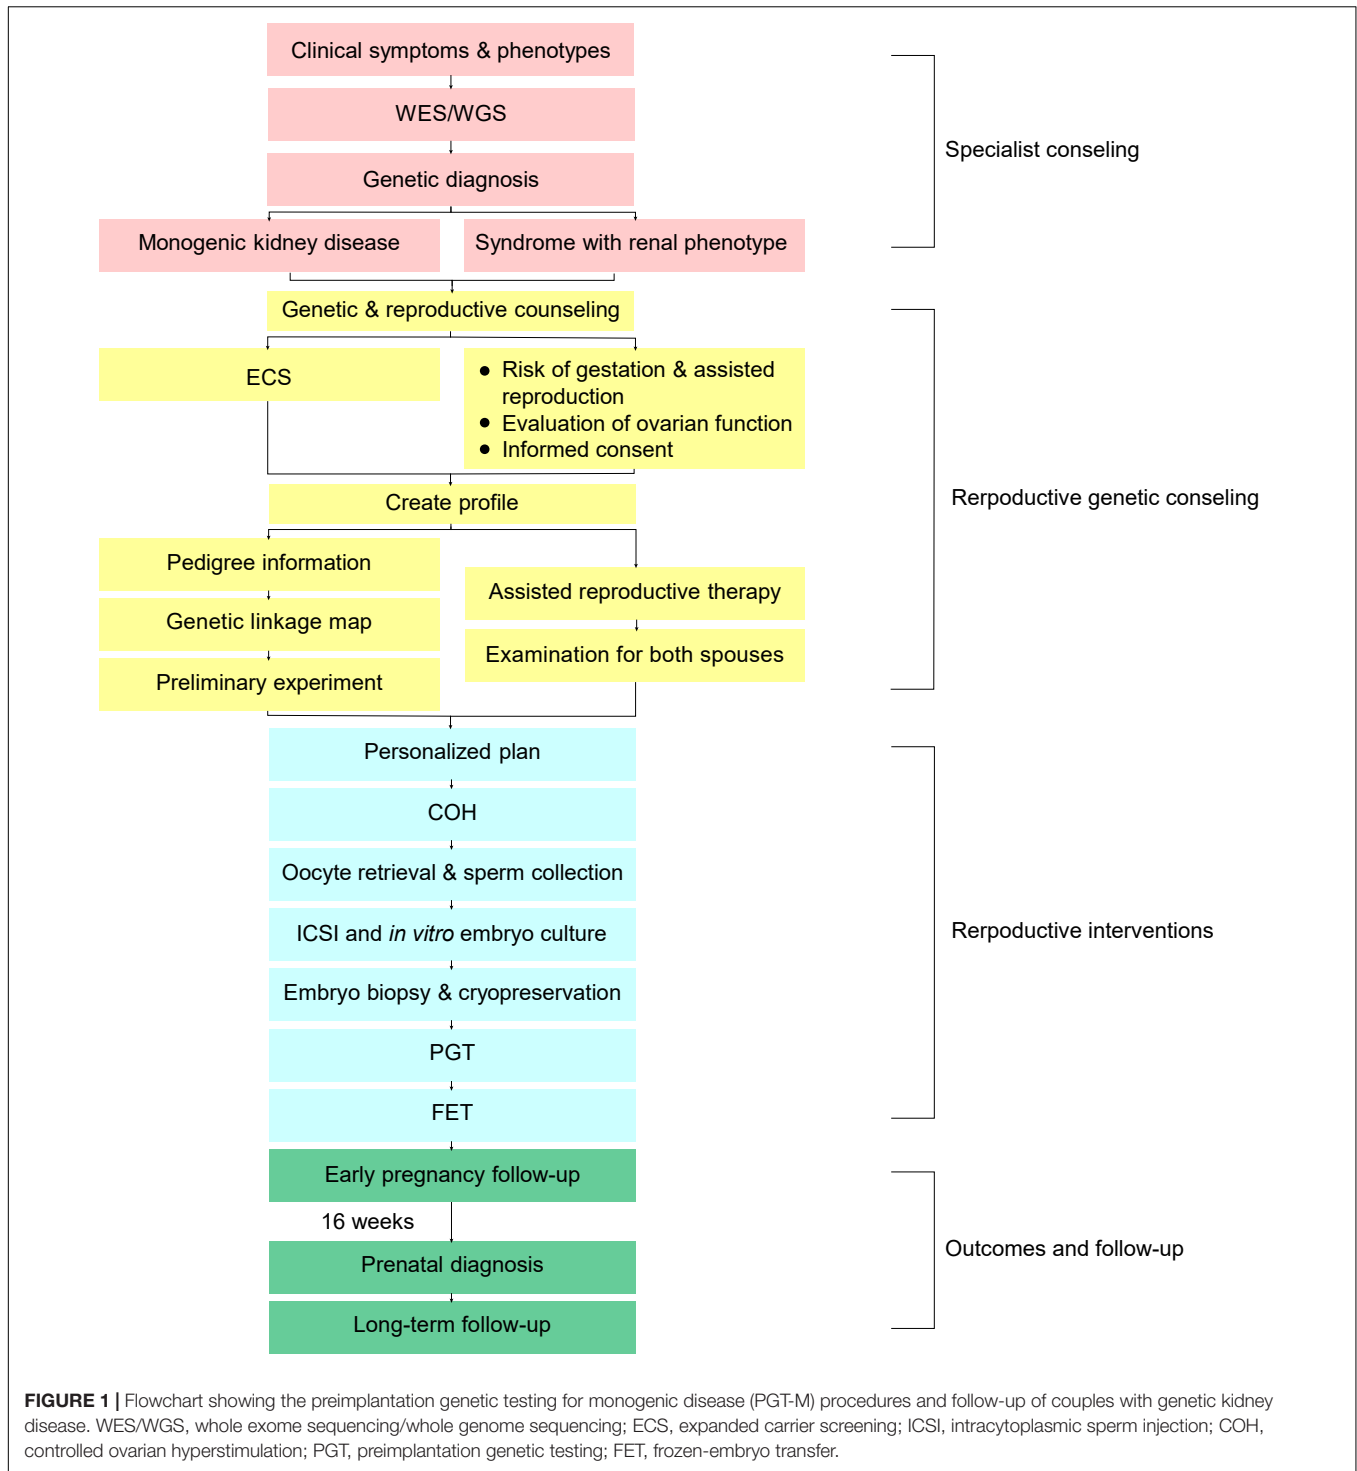 Clinical symptoms & phenotypes
WES/WGS
Specialist conseling
Genetic diagnosis
Monogenic kidney disease
Syndrome with renal phenotype
Genetic & reproductive counseling
ECS
● Risk of gestation & assisted
reproduction
● Evaluation of ovarian function
● Informed consent
Create profile
Rerpoductive genetic conseling
Pedigree information
Genetic linkage map
Preliminary experiment
Assisted reproductive therapy
Examination for both spouses
Personalized plan
COH
Oocyte retrieval & sperm collection
ICSI and in vitro embryo culture
Rerpoductive interventions
Embryo biopsy & cryopreservation
PGT
FET
Early pregnancy follow-up
16 weeks
Outcomes and follow-up
Prenatal diagnosis
Long-term follow-up
FIGURE 1 | Flowchart showing the preimplantation genetic testing for monogenic disease (PGT-M) procedures and follow-up of couples with genetic kidney
disease. WES/WGS, whole exome sequencing/whole genome sequencing; ECS, expanded carrier screening; ICSI, intracytoplasmic sperm injection; COH,
controlled ovarian hyperstimulation; PGT, preimplantation genetic testing; FET, frozen-embryo transfer.